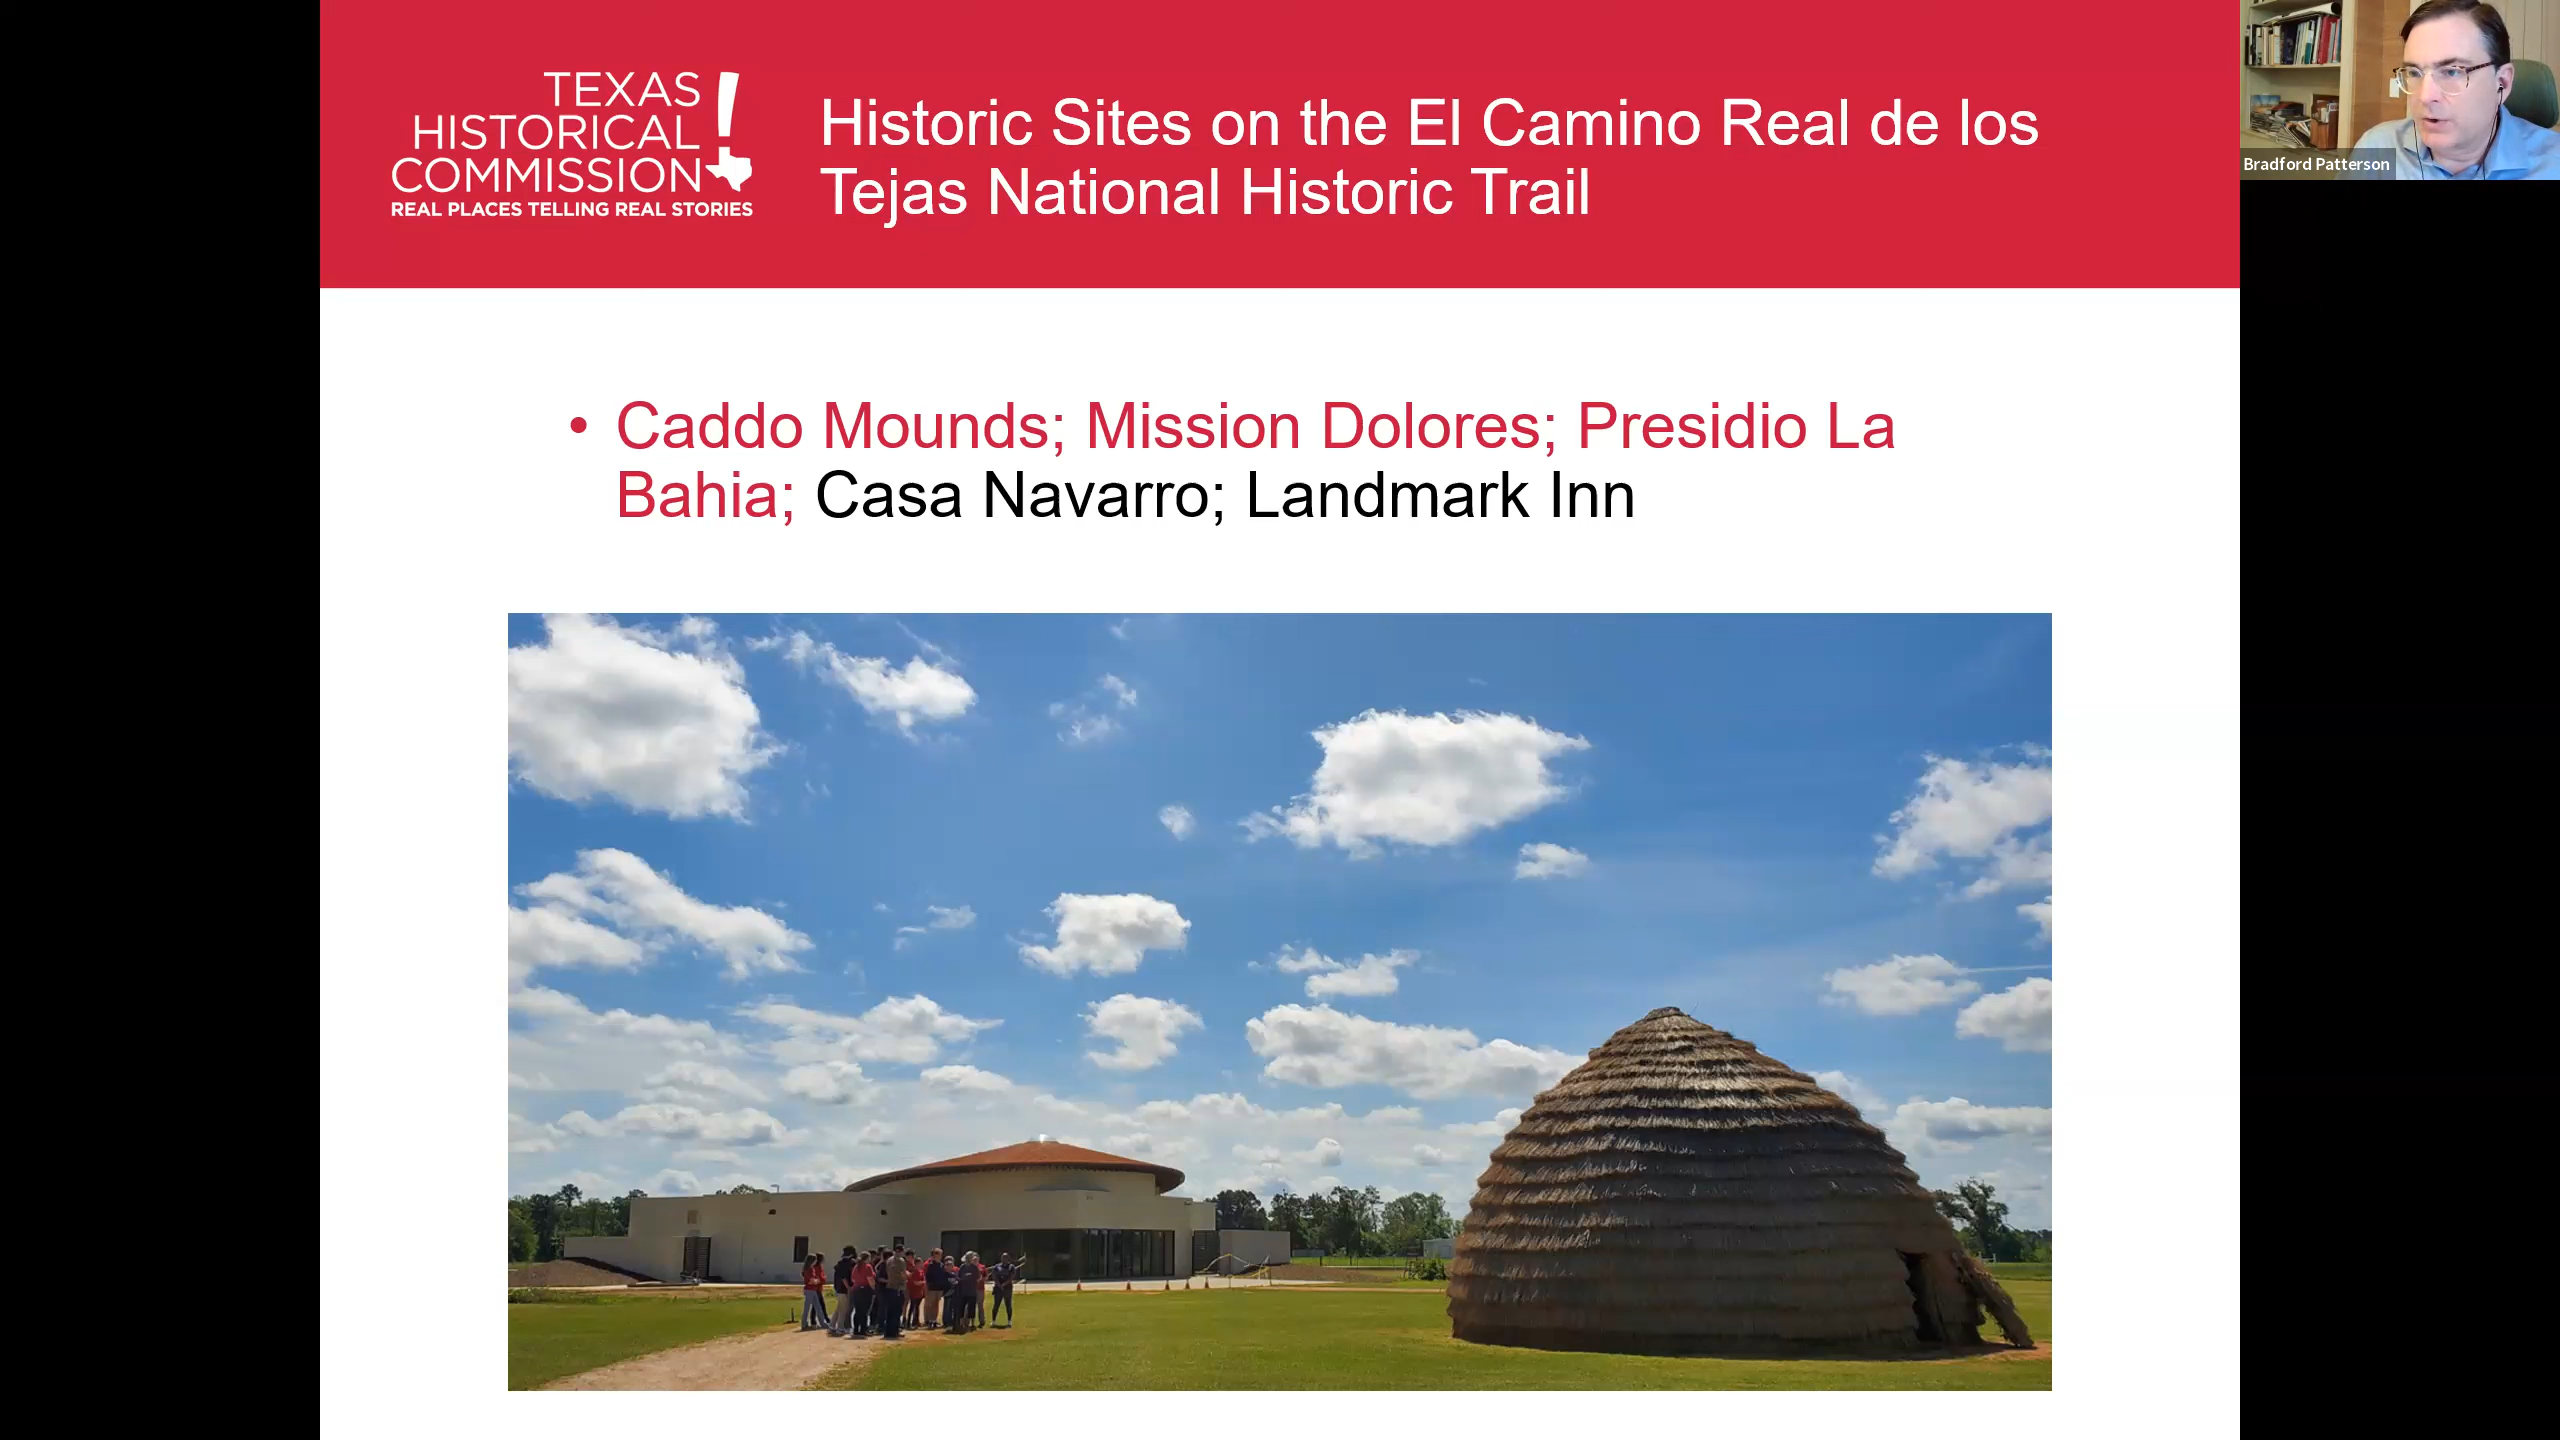 TEXAS
HISTORICAL
COMMISSION
REAL PLACES TELLING REAL STORIES
Historic Sites on the El Camino Real de los
Tejas National Historic Trail
Bradford Patterson
• Caddo Mounds; Mission Dolores; Presidio La
Bahia; Casa Navarro; Landmark Inn